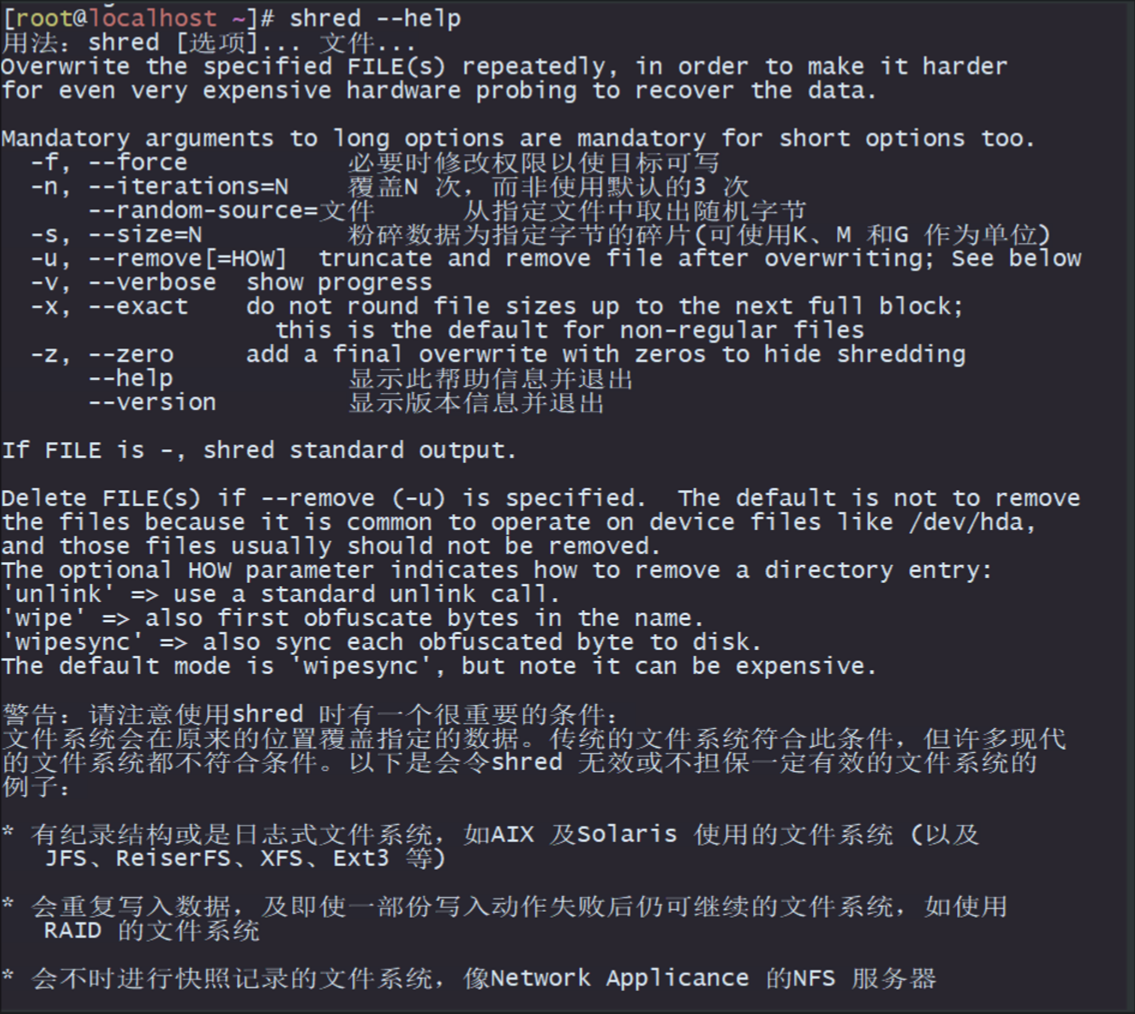 [root@localhost ~]# shred --help
用法：shred [选项]... 文件...
Overwrite the specified FILE(s) repeatedly, in order to make it harder
for even very expensive hardware probing to recover the data.

Mandatory arguments to long options are mandatory for short options too.
  -f, --force           必要时修改权限以使目标可写
  -n, --iterations=N    覆盖N 次，而非使用默认的3 次
      --random-source=文件      从指定文件中取出随机字节
  -s, --size=N          粉碎数据为指定字节的碎片(可使用K、M 和G 作为单位)
  -u, --remove[=HOW]  truncate and remove file after overwriting; See below
  -v, --verbose  show progress
  -x, --exact    do not round file sizes up to the next full block;
                   this is the default for non-regular files
  -z, --zero     add a final overwrite with zeros to hide shredding
      --help            显示此帮助信息并退出
      --version         显示版本信息并退出

If FILE is -, shred standard output.

Delete FILE(s) if --remove (-u) is specified.  The default is not to remove
the files because it is common to operate on device files like /dev/hda,
and those files usually should not be removed.
The optional HOW parameter indicates how to remove a directory entry:
'unlink' => use a standard unlink call.
'wipe' => also first obfuscate bytes in the name.
'wipesync' => also sync each obfuscated byte to disk.
The default mode is 'wipesync', but note it can be expensive.

警告：请注意使用shred 时有一个很重要的条件：
文件系统会在原来的位置覆盖指定的数据。传统的文件系统符合此条件，但许多现代
的文件系统都不符合条件。以下是会令shred 无效或不担保一定有效的文件系统的
例子：

* 有纪录结构或是日志式文件系统，如AIX 及Solaris 使用的文件系统 (以及
   JFS、ReiserFS、XFS、Ext3 等)

* 会重复写入数据，及即使一部份写入动作失败后仍可继续的文件系统，如使用
   RAID 的文件系统

* 会不时进行快照记录的文件系统，像Network Applicance 的NFS 服务器